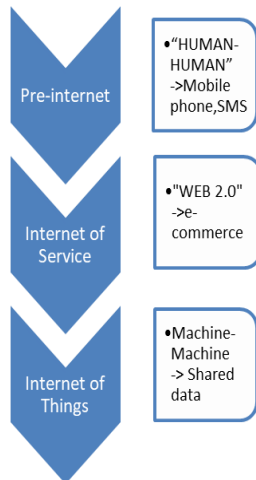 Pre-internet
•“HUMAN-
HUMAN”
->Mobile
phone,SMS
Internet of
Service
•"WEB 2.0"
->e-
commerce
Internet of
Things
•Machine-
Machine
-> Shared
data